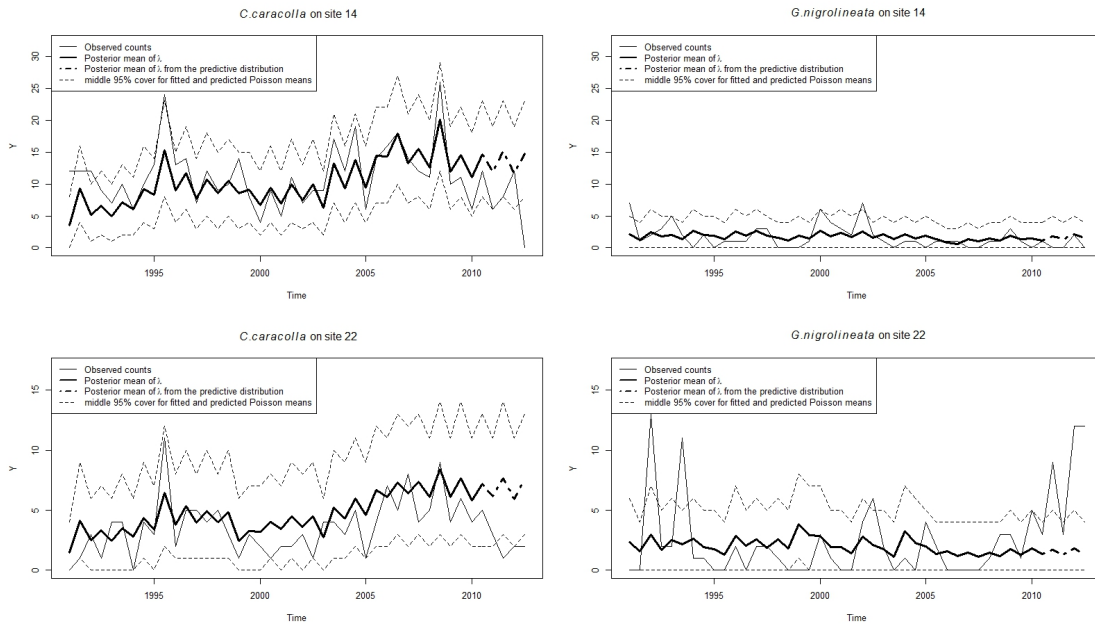 C.caracolla on site 14
Observed counts
Posterior mean of λ
Posterior mean of λ from the predictive distribution
middle 95% cover for fitted and predicted Poisson means
Y
0 5 10 15 20 25 30
1995 2000 2005 2010
Time
G.nigrolineata on site 14
Observed counts
Posterior mean of λ
Posterior mean of λ from the predictive distribution
middle 95% cover for fitted and predicted Poisson means
Y
0 5 10 15 20 25 30
1995 2000 2005 2010
Time
C.caracolla on site 22
Observed counts
Posterior mean of λ
Posterior mean of λ from the predictive distribution
middle 95% cover for fitted and predicted Poisson means
Y
0 5 10 15
1995 2000 2005 2010
Time
G.nigrolineata on site 22
Observed counts
Posterior mean of λ
Posterior mean of λ from the predictive distribution
middle 95% cover for fitted and predicted Poisson means
Y
0 5 10 15
1995 2000 2005 2010
Time